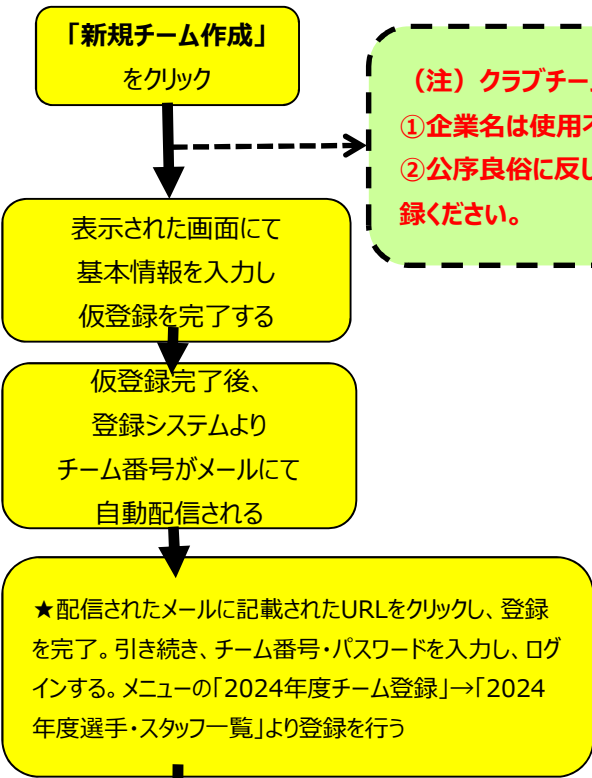 「新規チーム作成」
をクリック
（注）クラブチー
①企業名は使用
②公序良俗に反し
録ください。
表示された画面にて
基本情報を入力し
仮登録を完了する
仮登録完了後、
登録システムより
チーム番号がメールにて
自動配信される
★配信されたメールに記載されたURLをクリックし、登録
を完了。引き続き、チーム番号・パスワードを入力し、ログ
インする。メニューの「2024年度チーム登録」→「2024
年度選手・スタッフ一覧」より登録を行う